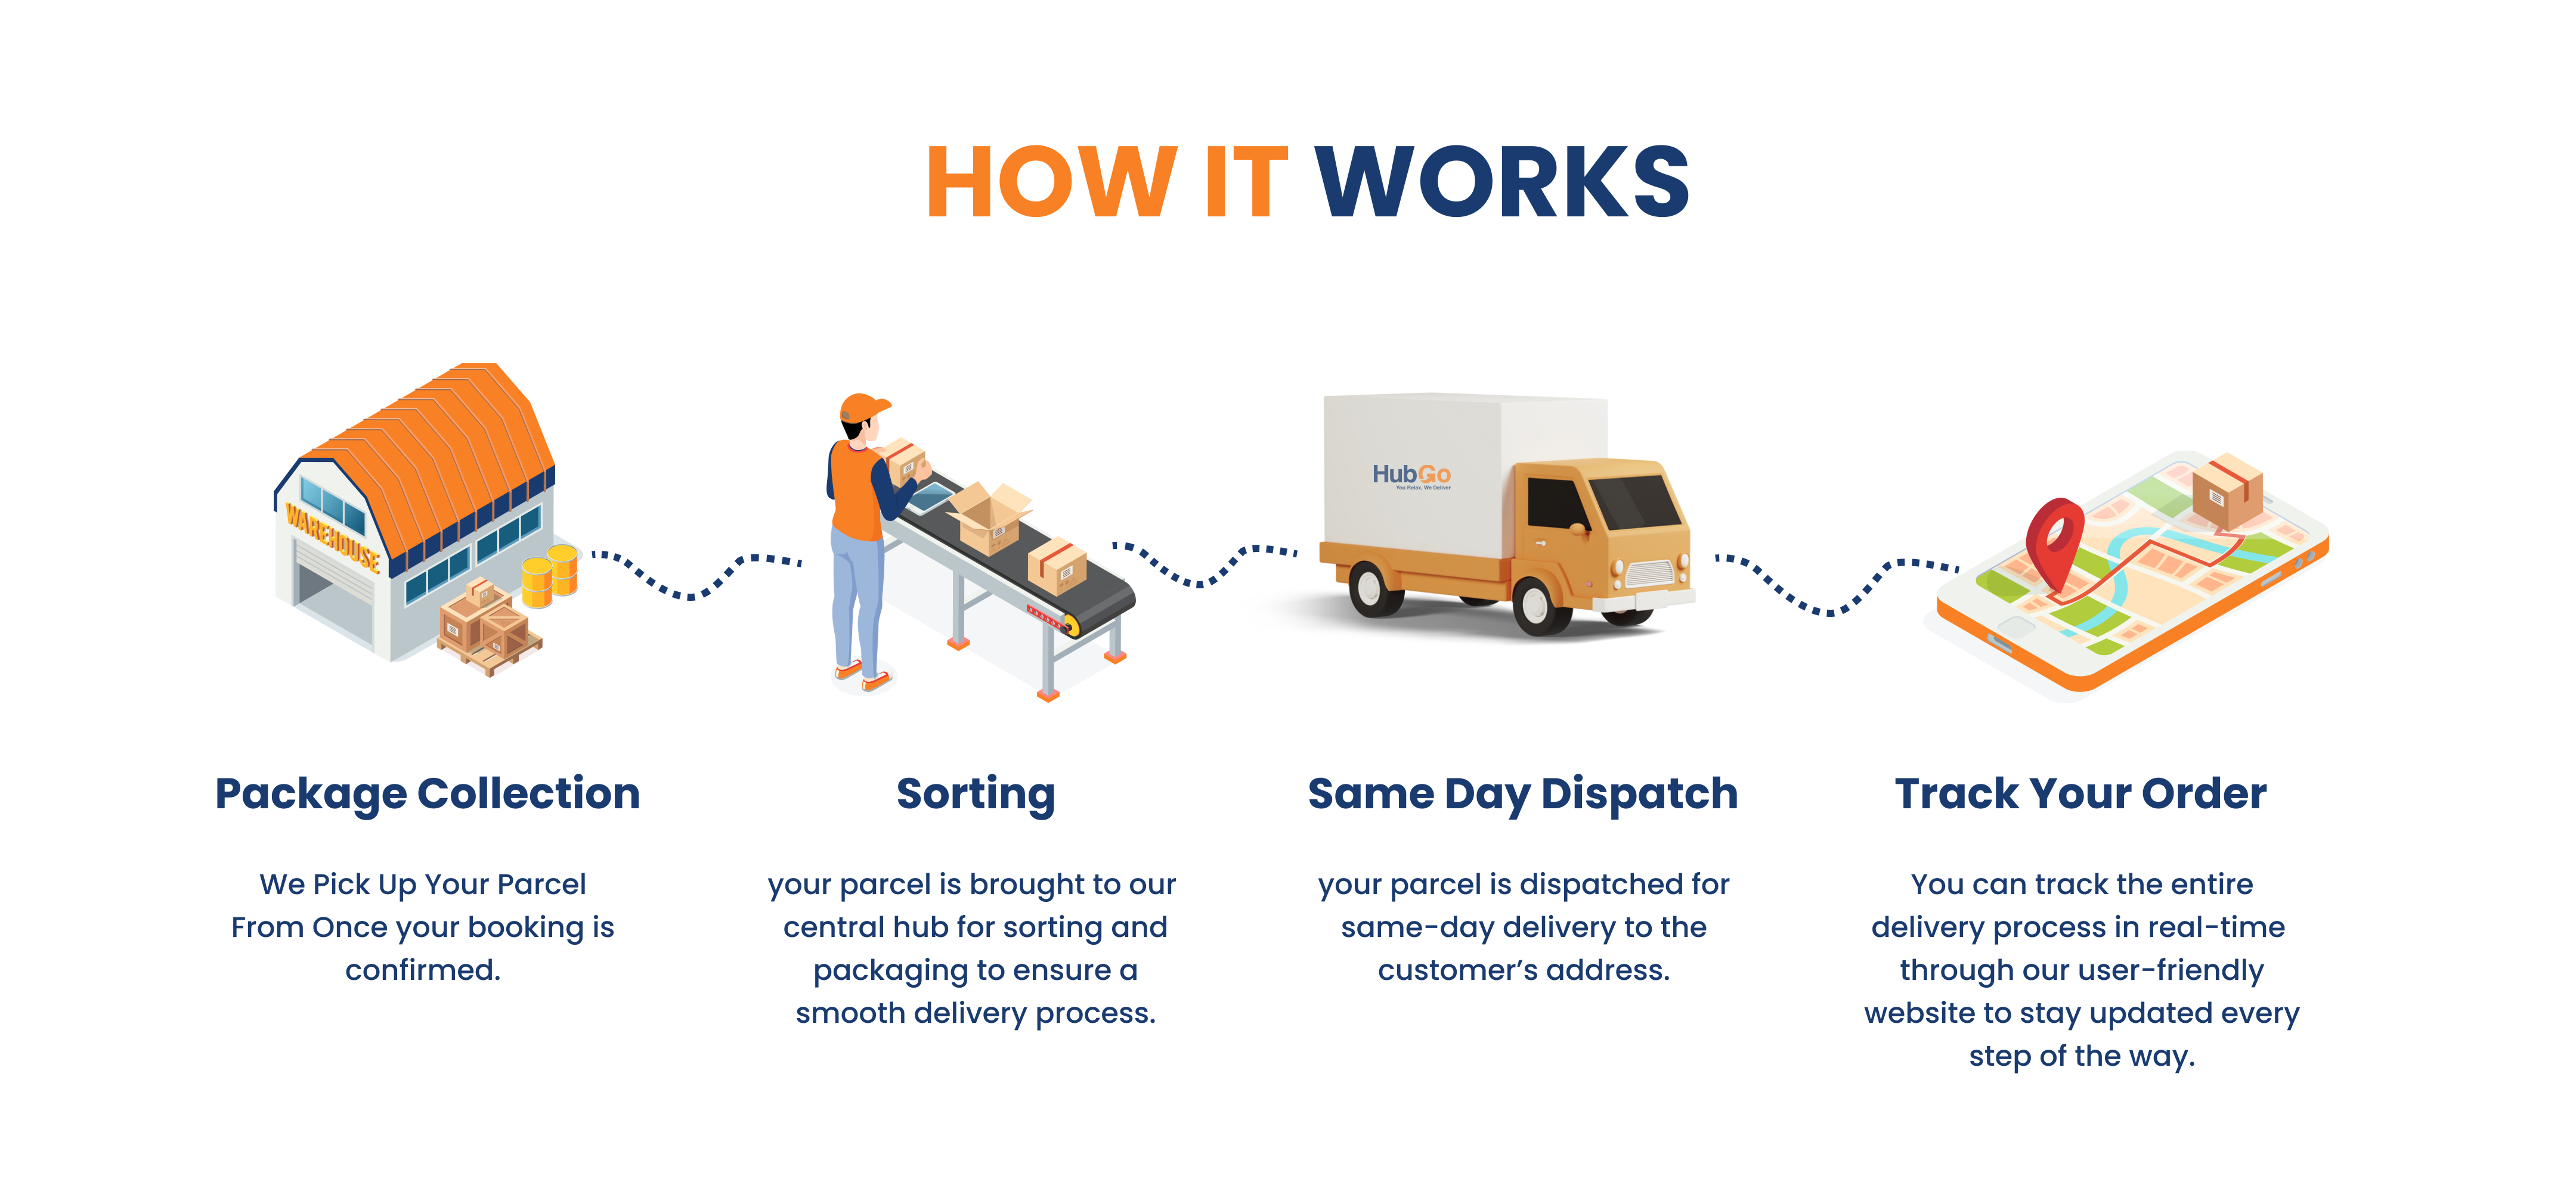 HOW IT WORKS
WAREHOUSE
HubGo
You Relax, We Deliver
Package Collection
We Pick Up Your Parcel
From Once your booking is
confirmed.
Sorting
your parcel is brought to our
central hub for sorting and
packaging to ensure a
smooth delivery process.
Same Day Dispatch
your parcel is dispatched for
same-day delivery to the
customer’s address.
Track Your Order
You can track the entire
delivery process in real-time
through our user-friendly
website to stay updated every
step of the way.